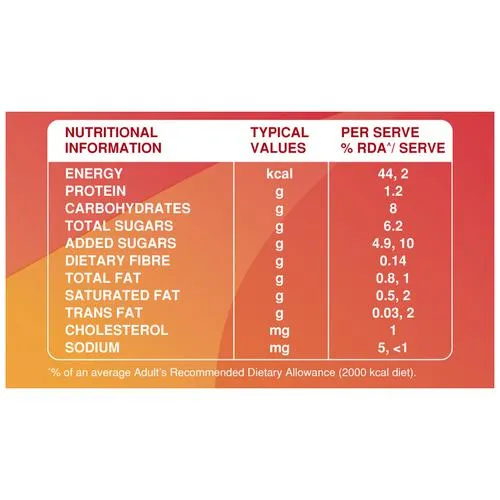 NUTRITIONAL INFORMATION TYPICAL VALUES PER SERVE % RDA^/ SERVE
ENERGY kcal 44, 2
PROTEIN g 1.2
CARBOHYDRATES g 8
TOTAL SUGARS g 6.2
ADDED SUGARS g 4.9, 10
DIETARY FIBRE g 0.14
TOTAL FAT g 0.8, 1
SATURATED FAT g 0.5, 2
TRANS FAT g 0.03, 2
CHOLESTEROL mg 1
SODIUM mg 5, <1
^% of an average Adult's Recommended Dietary Allowance (2000 kcal diet).